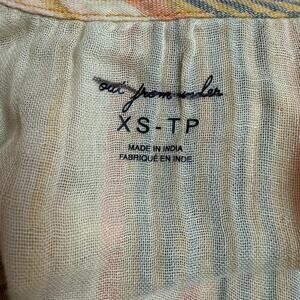 out from under
XS-TP
MADE IN INDIA
FABRIQUÉ EN INDE